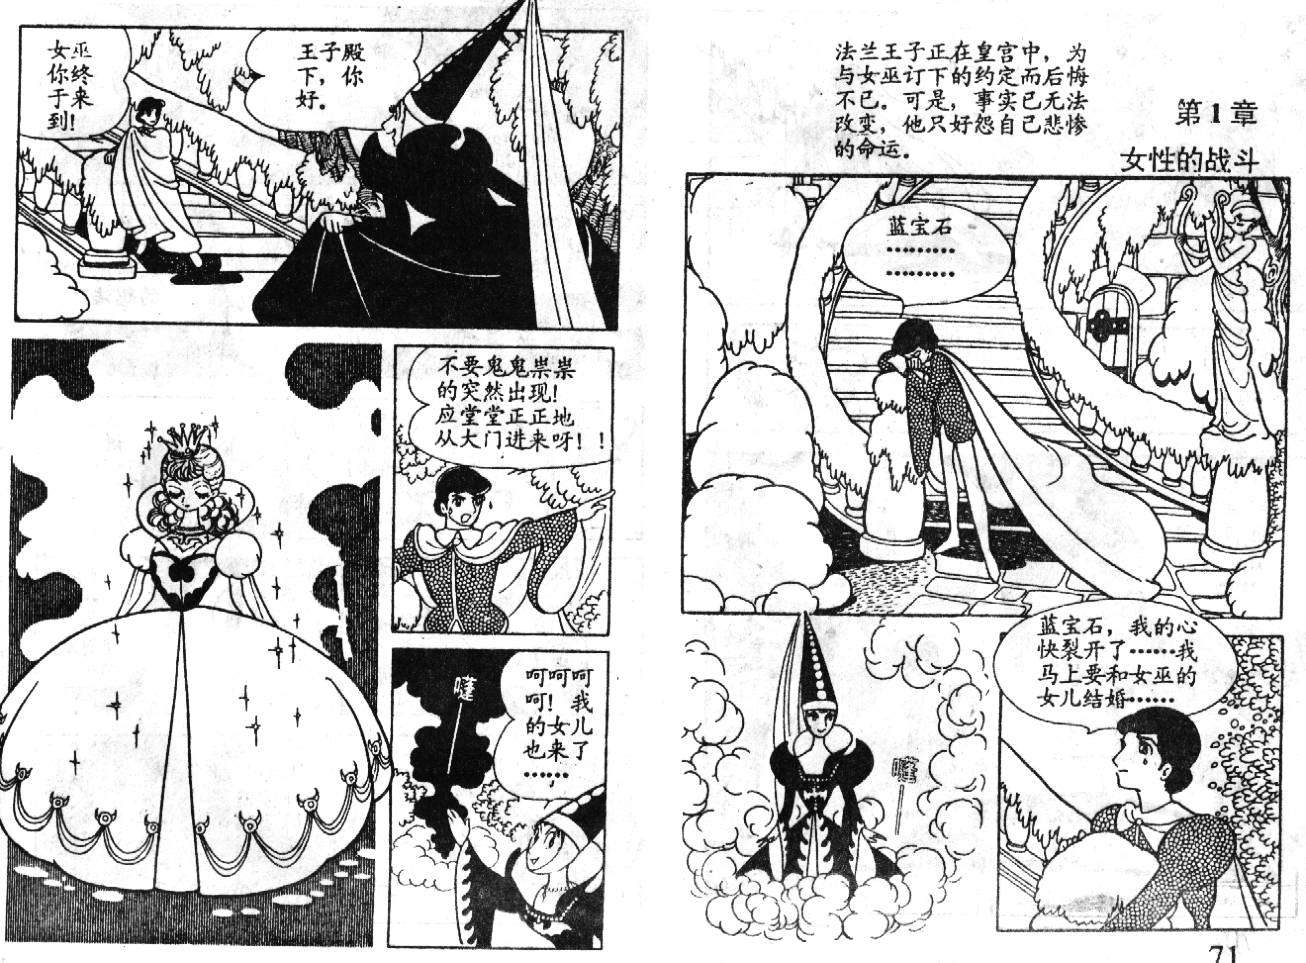 第1章
女性的战斗
法兰王子正在皇宫中，为
与女巫订下的约定而后悔
不已。可是，事实已无法
改变，他只好怨自己悲惨
的命运。
蓝宝石
………
………
蓝宝石，我的心
快裂开了……我
马上要和女巫的
女儿结婚……
嗵
71
王子殿
下，你
好。
女巫
你终
于来
到！
不要鬼鬼祟祟
的突然出现！
应堂堂正正地
从大门进来呀！！
呵呵呵
呵！我
的女儿
也来了
……，